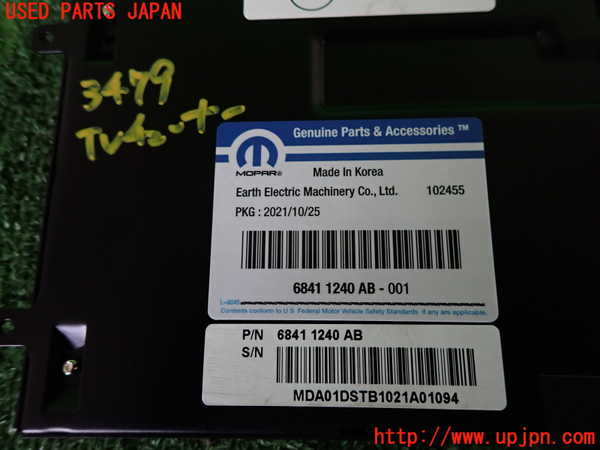 USED PARTS JAPAN
3479
TVチューナー
Genuine Parts & Accessories ™
MOPAR®
Made In Korea
Earth Electric Machinery Co., Ltd. 102455
PKG : 2021/10/25
6841 1240 AB - 001
Contents conform to U.S. Federal Motor Vehicle Safety Standards, if any are applicable.
P/N 6841 1240 AB
S/N
MDA01DSTB1021A01094
http://www.upjpn.com/